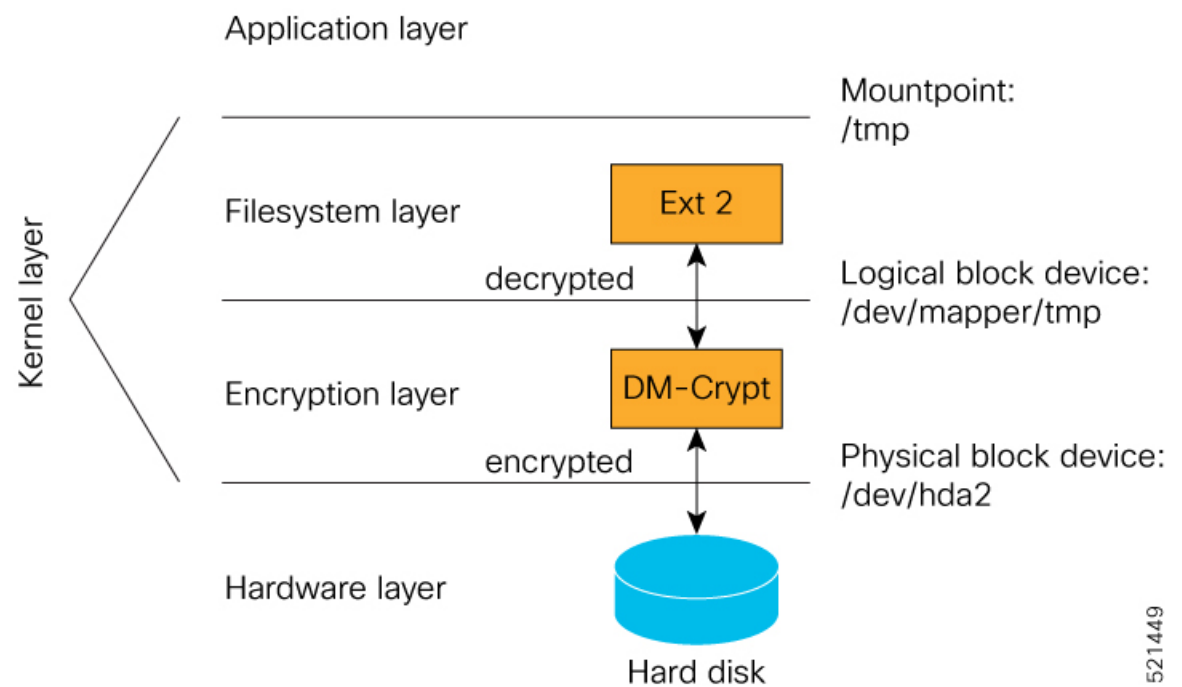 Application layer
Mountpoint:
/tmp
Kernel layer
Filesystem layer
Ext 2
decrypted
Logical block device:
/dev/mapper/tmp
Encryption layer
DM-Crypt
encrypted
Physical block device:
/dev/hda2
Hardware layer
Hard disk
521449